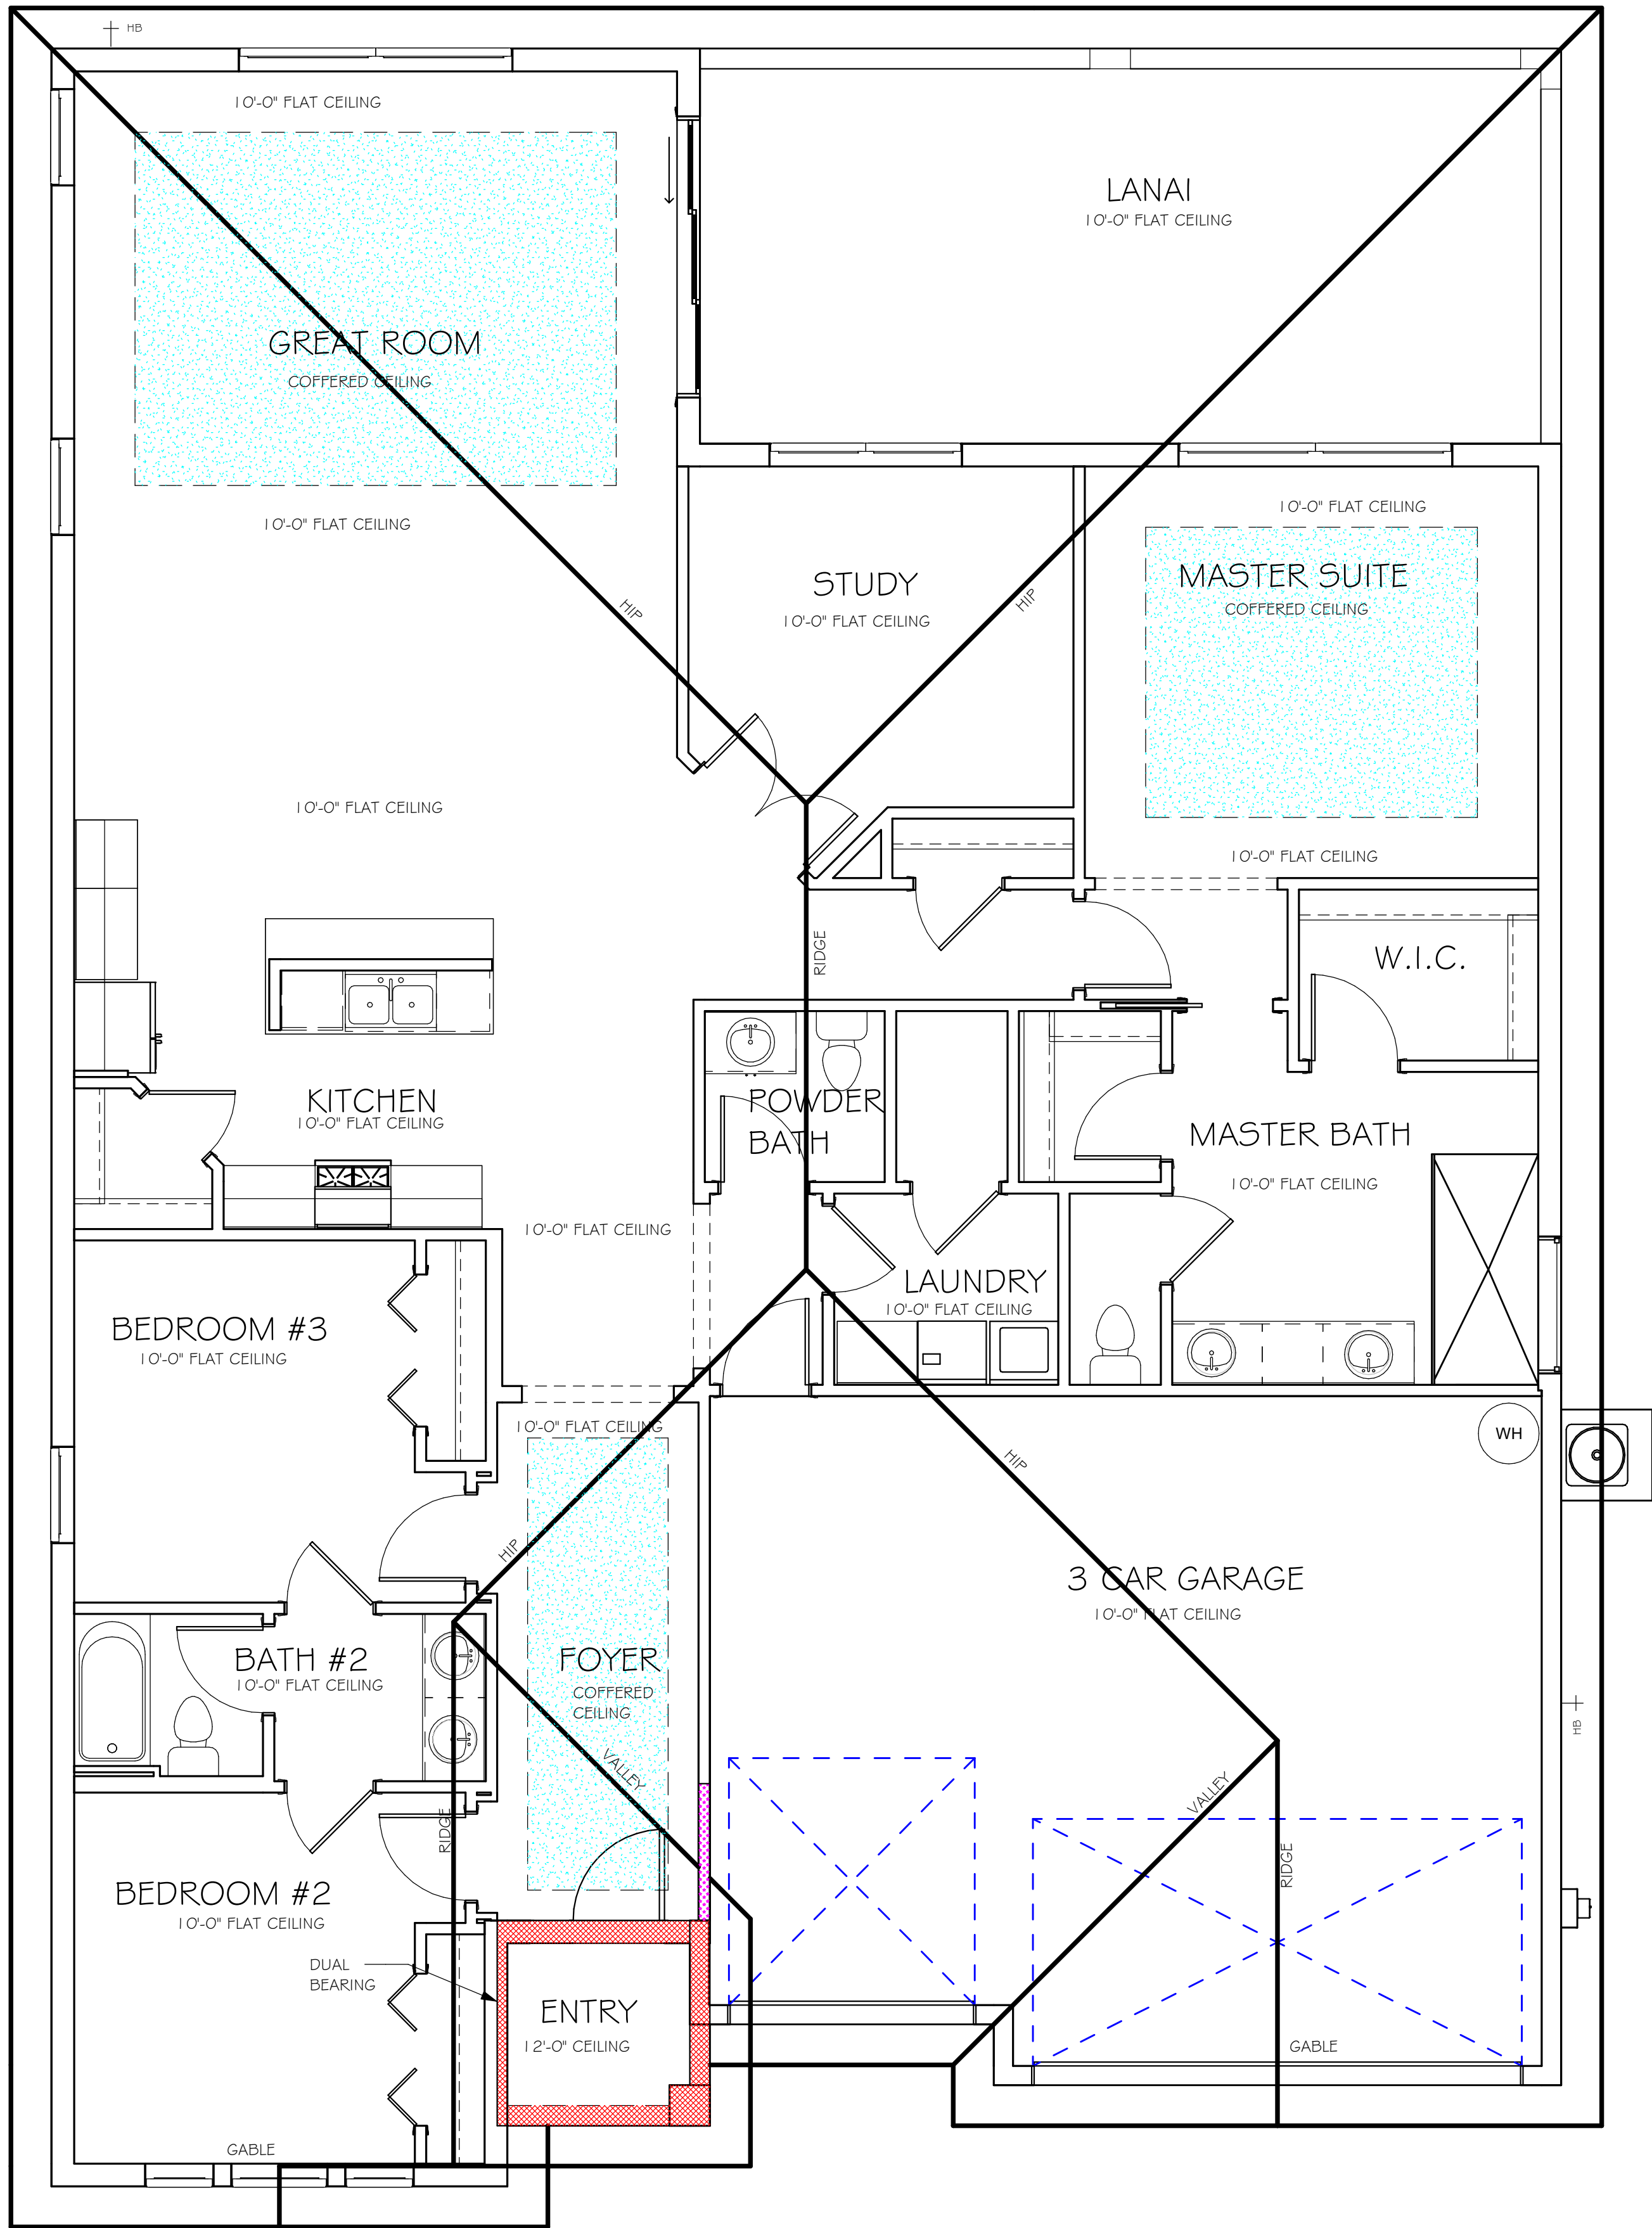 HB
10'-0" FLAT CEILING
LANAI
10'-0" FLAT CEILING
GREAT ROOM
COFFERED CEILING
10'-0" FLAT CEILING
10'-0" FLAT CEILING
STUDY
10'-0" FLAT CEILING
HIP
HIP
MASTER SUITE
COFFERED CEILING
10'-0" FLAT CEILING
10'-0" FLAT CEILING
RIDGE
W.I.C.
KITCHEN
10'-0" FLAT CEILING
POWDER
BATH
MASTER BATH
10'-0" FLAT CEILING
10'-0" FLAT CEILING
LAUNDRY
10'-0" FLAT CEILING
BEDROOM #3
10'-0" FLAT CEILING
10'-0" FLAT CEILING
WH
HIP
HIP
3 CAR GARAGE
10'-0" FLAT CEILING
BATH #2
10'-0" FLAT CEILING
FOYER
COFFERED
CEILING
HB
VALLEY
VALLEY
RIDGE
RIDGE
BEDROOM #2
10'-0" FLAT CEILING
DUAL
BEARING
ENTRY
12'-0" CEILING
GABLE
GABLE